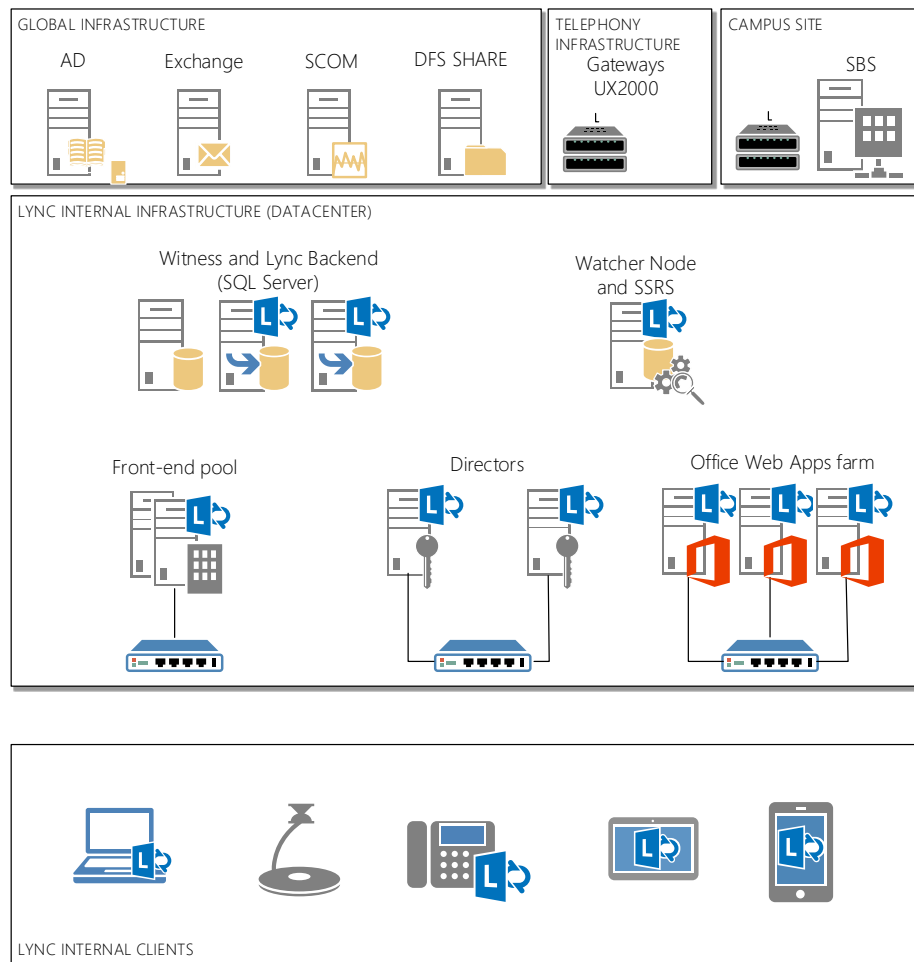 GLOBAL INFRASTRUCTURE
AD
Exchange
SCOM
DFS SHARE
TELEPHONY
INFRASTRUCTURE
Gateways
UX2000
L
CAMPUS SITE
SBS
L
LYNC INTERNAL INFRASTRUCTURE (DATACENTER)
Witness and Lync Backend
(SQL Server)
L
L
Watcher Node
and SSRS
L
Front-end pool
L
Directors
L
L
Office Web Apps farm
L
L
L
L
L
L
L
LYNC INTERNAL CLIENTS